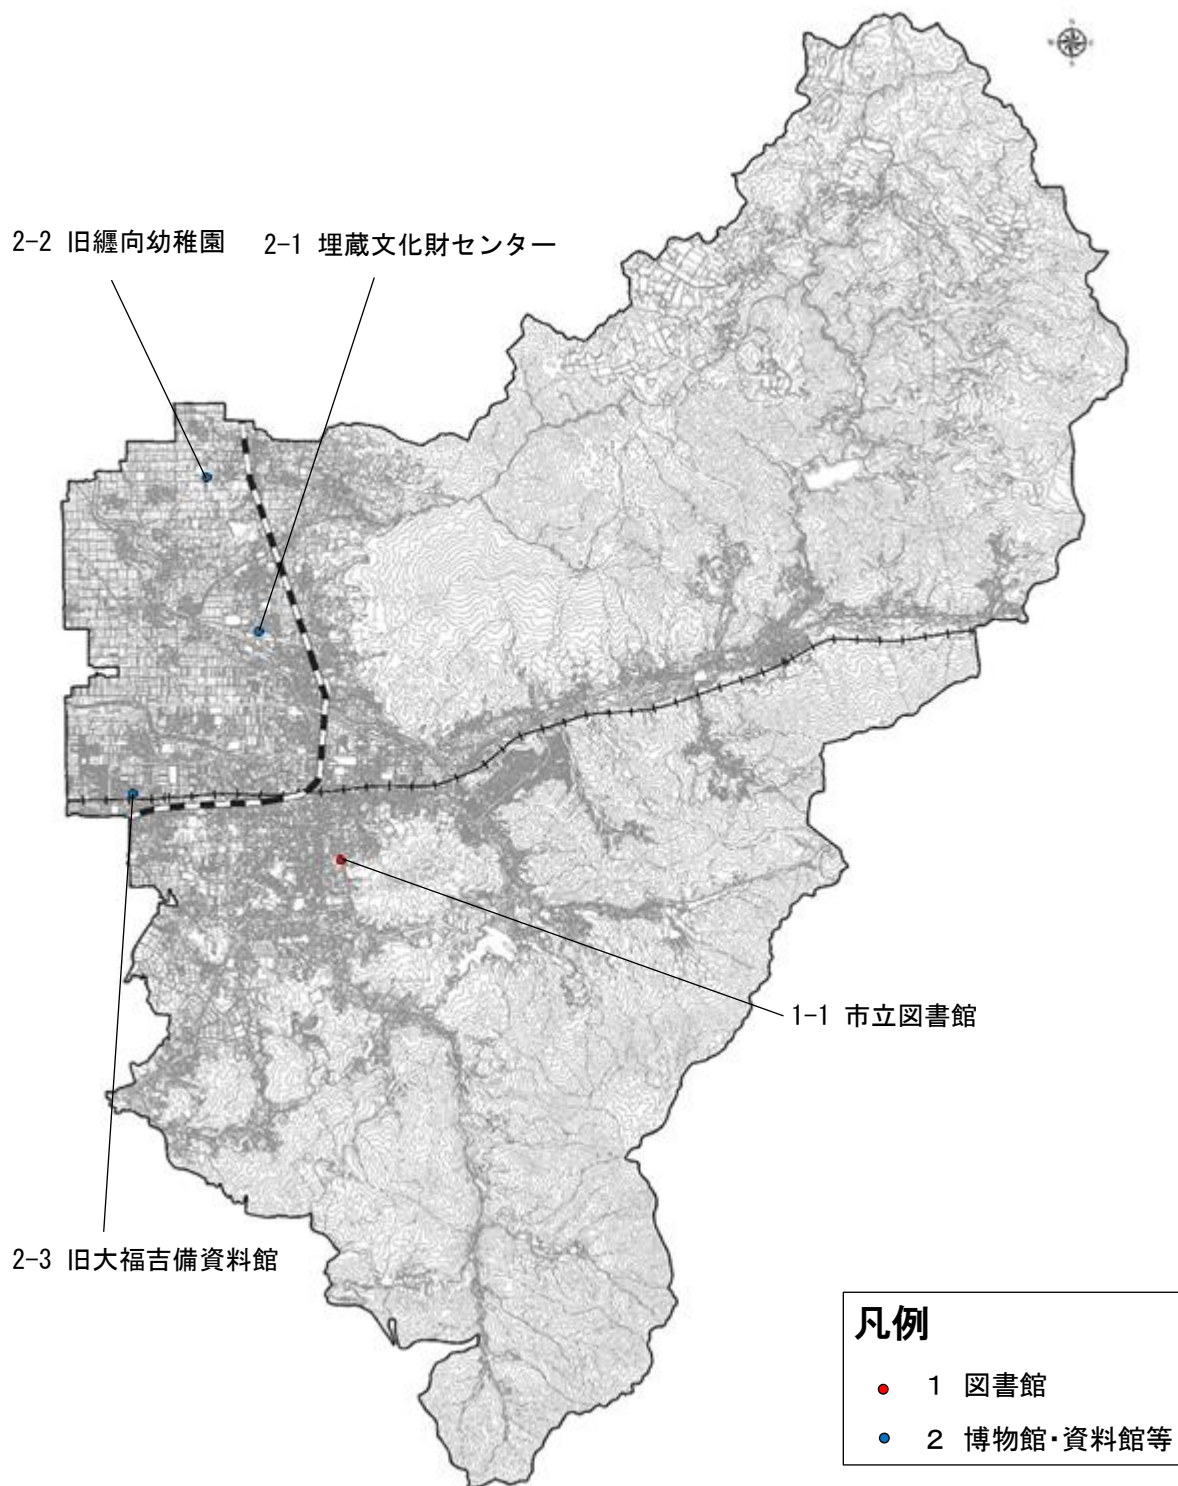 N
W
E
S
2-2 旧纒向幼稚園
2-1 埋蔵文化財センター
1-1 市立図書館
2-3 旧大福吉備資料館
凡例
1 図書館
2 博物館・資料館等